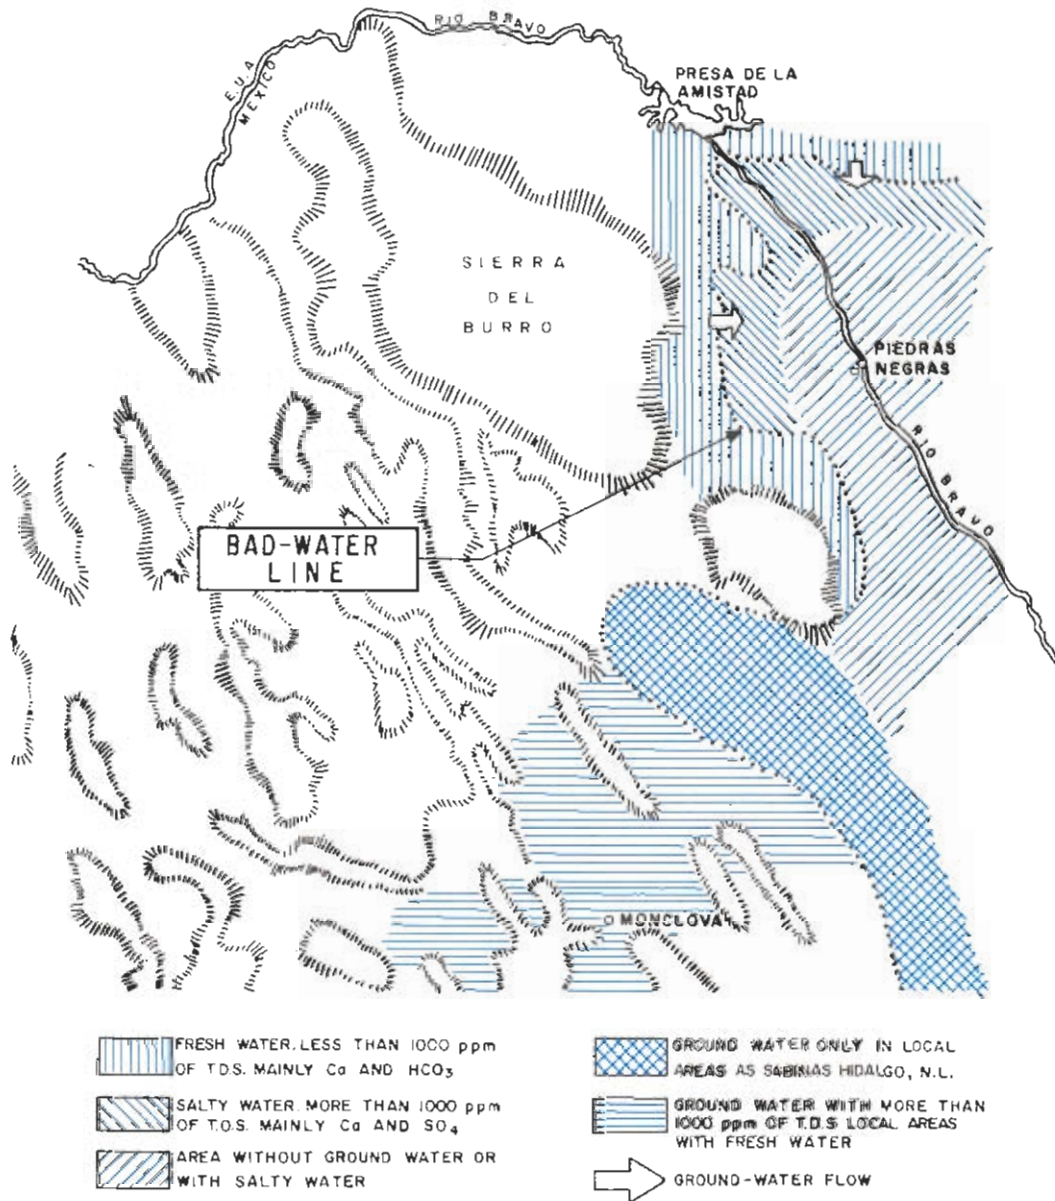 RIO BRAVO
E.U.A
MEXICO
PRESA DE LA
AMISTAD
SIERRA
DEL
BURRO
PIEDRAS
NEGRAS
RIO BRAVO
BAD-WATER
LINE
MONCLOVA
FRESH WATER. LESS THAN 1000 ppm
OF T.D.S. MAINLY Ca AND HCO3
SALTY WATER. MORE THAN 1000 ppm
OF T.O.S. MAINLY Ca AND SO4
AREA WITHOUT GROUND WATER OR
WITH SALTY WATER
GROUND WATER ONLY IN LOCAL
AREAS AS SABINAS HIDALGO, N.L.
GROUND WATER WITH MORE THAN
1000 ppm OF T.D.S LOCAL AREAS
WITH FRESH WATER
GROUND-WATER FLOW